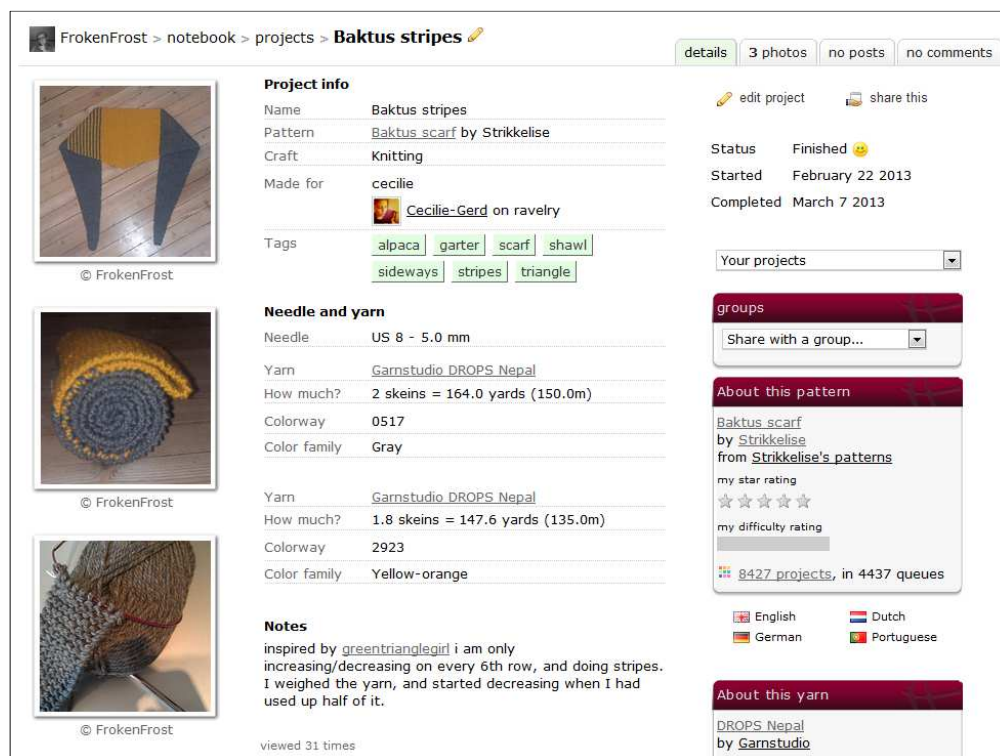 FrokenFrost > notebook > projects > Baktus stripes
details
3 photos
no posts
no comments
© FrokenFrost
© FrokenFrost
© FrokenFrost
Project info
Name Baktus stripes
Pattern Baktus scarf by Strikkelise
Craft Knitting
Made for cecilie
Cecilie-Gerd on ravelry
Tags alpaca garter scarf shawl
sideways stripes triangle
Needle and yarn
Needle US 8 - 5.0 mm
Yarn Garnstudio DROPS Nepal
How much? 2 skeins = 164.0 yards (150.0m)
Colorway 0517
Color family Gray
Yarn Garnstudio DROPS Nepal
How much? 1.8 skeins = 147.6 yards (135.0m)
Colorway 2923
Color family Yellow-orange
Notes
inspired by greentrianglegirl i am only
increasing/decreasing on every 6th row, and doing stripes.
I weighed the yarn, and started decreasing when I had
used up half of it.
viewed 31 times
edit project share this
Status Finished
Started February 22 2013
Completed March 7 2013
Your projects
groups
Share with a group...
About this pattern
Baktus scarf
by Strikkelise
from Strikkelise's patterns
my star rating
my difficulty rating
8427 projects, in 4437 queues
English Dutch
German Portuguese
About this yarn
DROPS Nepal
by Garnstudio